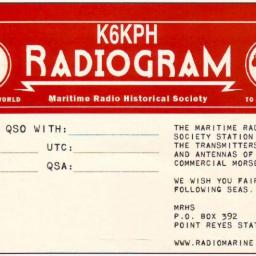 K6KPH
RADIOGRAM
WORLD
Maritime Radio Historical Society
TO
QSO WITH:
UTC:
QSA:
THE MARITIME RAD
SOCIETY STATION
THE TRANSMITTERS
AND ANTENNAS OF
COMMERCIAL MORSE
WE WISH YOU FAIR
FOLLOWING SEAS.
MRHS
P.O. BOX 392
POINT REYES STAT
WWW.RADIOMARINE